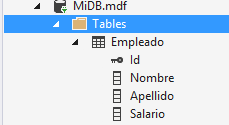 MiDB.mdf
Tables
Empleado
Id
Nombre
Apellido
Salario